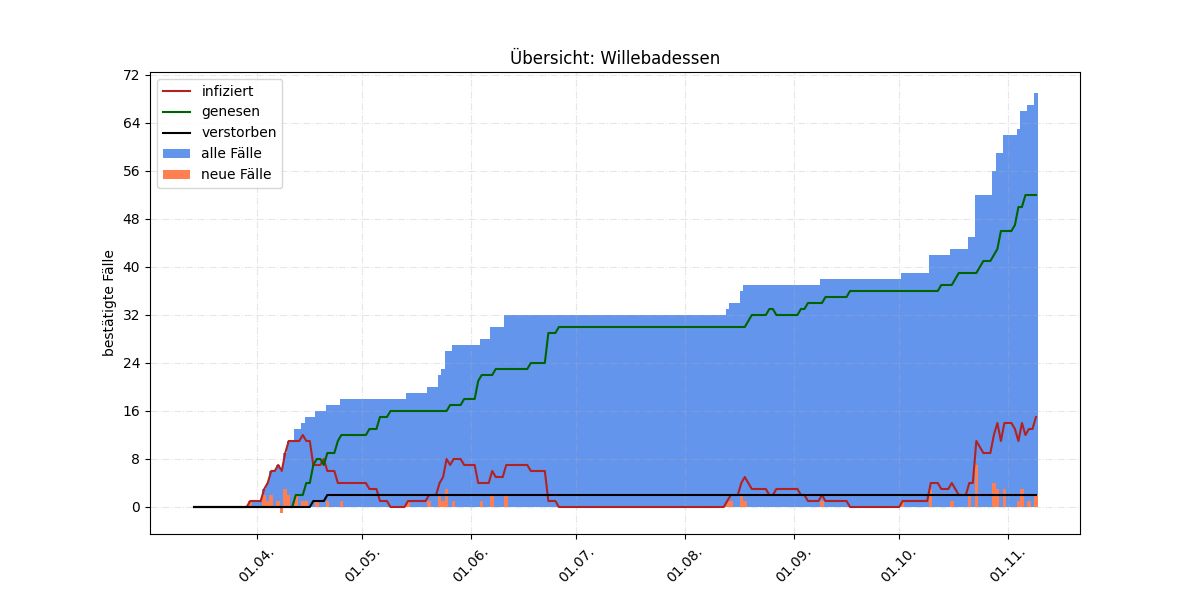 Übersicht: Willebadessen
infiziert
genesen
verstorben
alle Fälle
neue Fälle
bestätigte Fälle
72
64
56
48
40
32
24
16
8
0
01.04.
01.05.
01.06.
01.07.
01.08.
01.09.
01.10.
01.11.